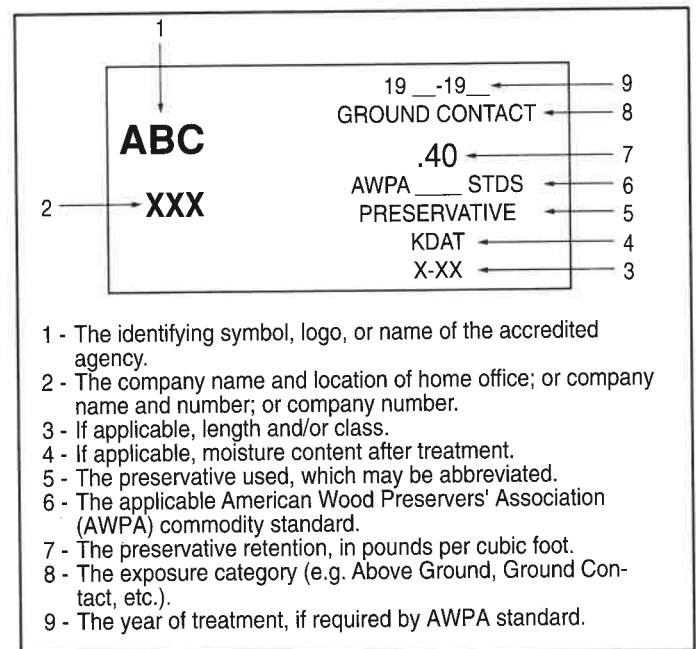 1
19 __-19__ 9
GROUND CONTACT 8
ABC
.40 7
AWPA ____ STDS 6
2 XXX
PRESERVATIVE 5
KDAT 4
X-XX 3
1 - The identifying symbol, logo, or name of the accredited
agency.
2 - The company name and location of home office; or company
name and number; or company number.
3 - If applicable, length and/or class.
4 - If applicable, moisture content after treatment.
5 - The preservative used, which may be abbreviated.
6 - The applicable American Wood Preservers' Association
(AWPA) commodity standard.
7 - The preservative retention, in pounds per cubic foot.
8 - The exposure category (e.g. Above Ground, Ground Con-
tact, etc.).
9 - The year of treatment, if required by AWPA standard.